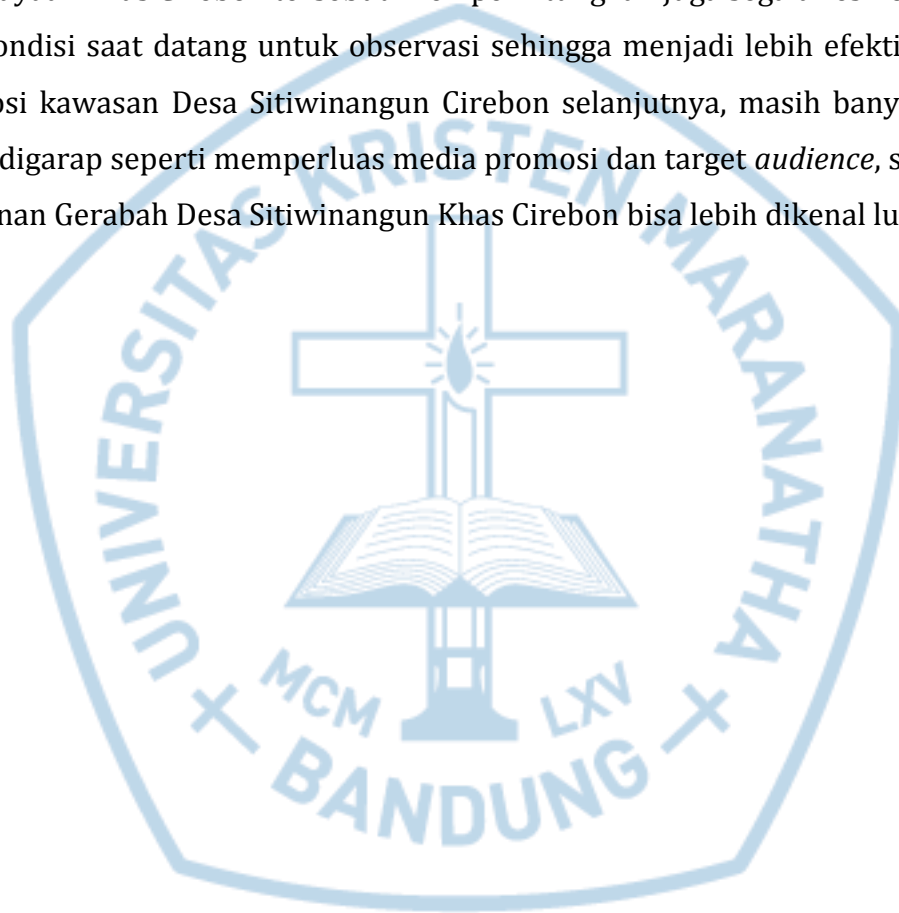 ondisi saat datang untuk observasi sehingga menjadi lebih efekti
osi kawasan Desa Sitiwinangun Cirebon selanjutnya, masih bany
digarap seperti memperluas media promosi dan target audience, s
nan Gerabah Desa Sitiwinangun Khas Cirebon bisa lebih dikenal lu
UNIVERSITAS KRISTEN MARANATHA
MCM LXV
BANDUNG